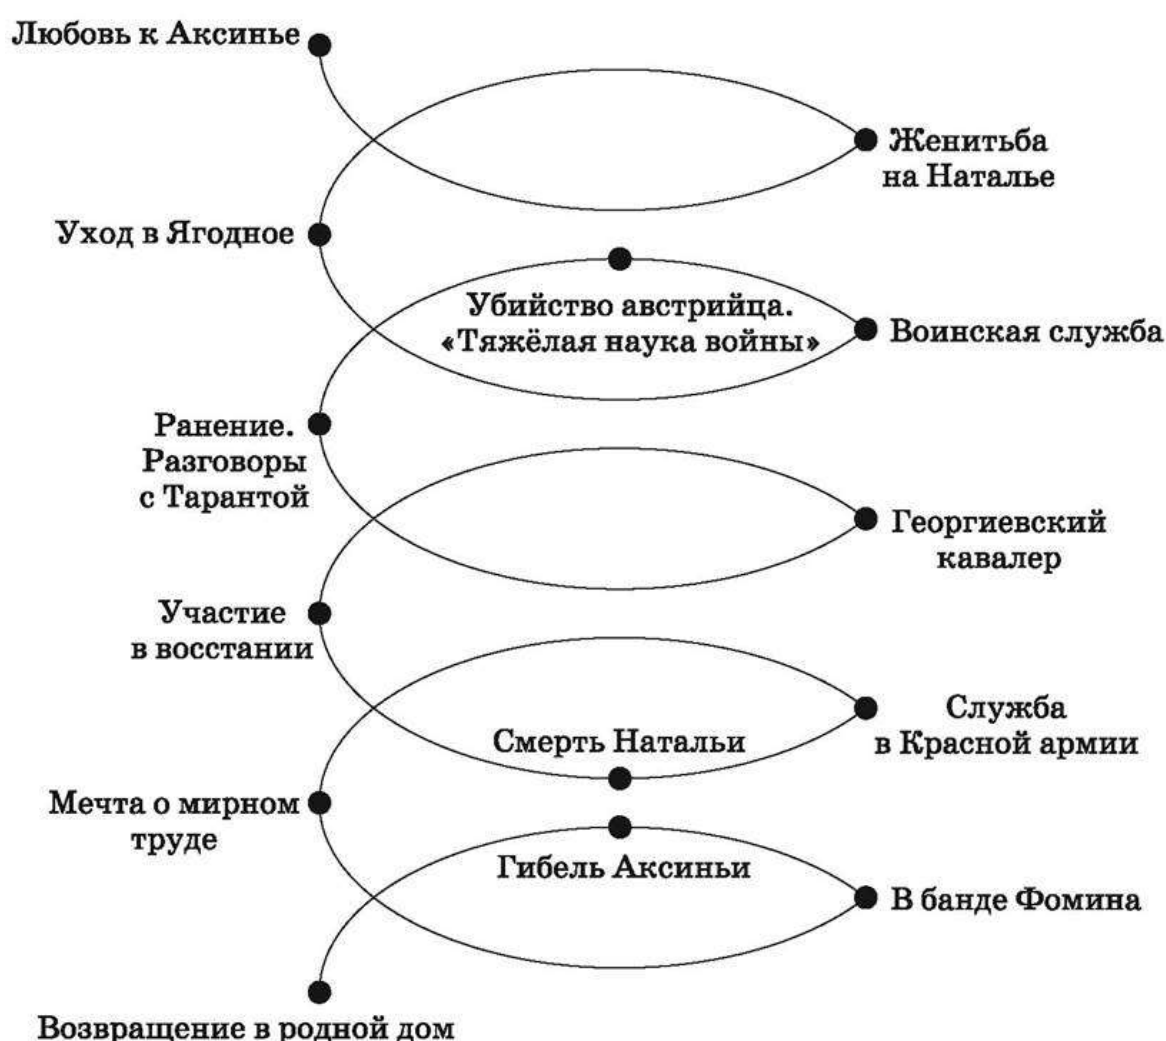 Любовь к Аксинье
Женитьба
на Наталье
Уход в Ягодное
Убийство австрийца.
«Тяжёлая наука войны»
Воинская служба
Ранение.
Разговоры
с Тарантой
Георгиевский
кавалер
Участие
в восстании
Служба
в Красной армии
Смерть Натальи
Мечта о мирном
труде
Гибель Аксиньи
В банде Фомина
Возвращение в родной дом